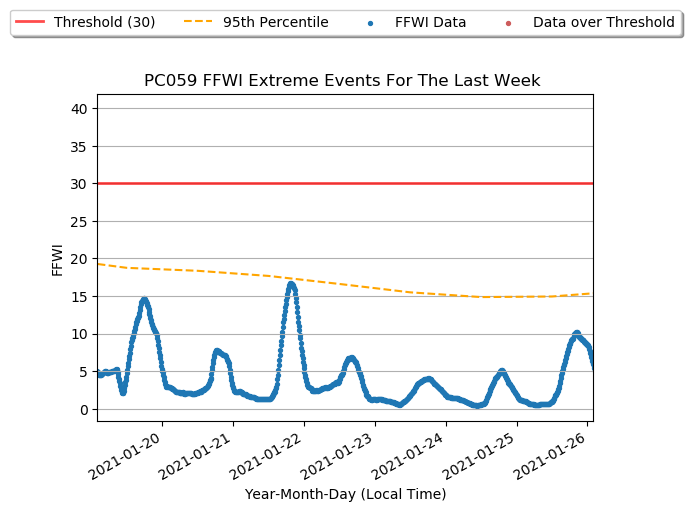 Threshold (30) 95th Percentile FFWI Data Data over Threshold
PC059 FFWI Extreme Events For The Last Week
40
35
30
25
20
15
10
5
0
FFWI
2021-01-20 2021-01-21 2021-01-22 2021-01-23 2021-01-24 2021-01-25 2021-01-26
Year-Month-Day (Local Time)